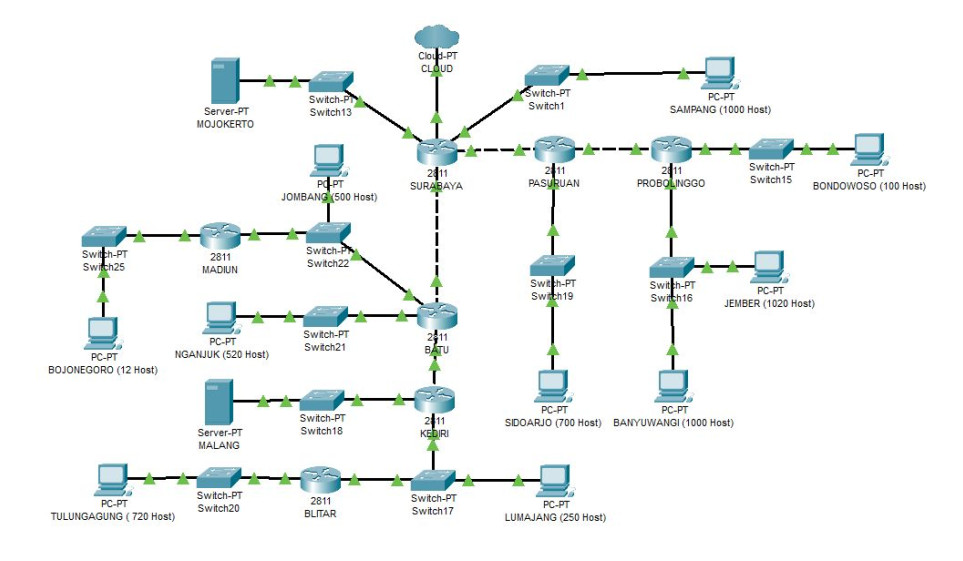 Cloud-PT
CLOUD
Server-PT
MOJOKERTO
Switch-PT
Switch13
Switch-PT
Switch1
PC-PT
SAMPANG (1000 Host)
2811
SURABAYA
2811
PASURUAN
2811
PROBOLINGGO
Switch-PT
Switch15
PC-PT
BONDOWOSO (100 Host)
PC-PT
JOMBANG (500 Host)
Switch-PT
Switch25
2811
MADIUN
Switch-PT
Switch22
Switch-PT
Switch19
Switch-PT
Switch16
PC-PT
JEMBER (1020 Host)
PC-PT
BOJONEGORO (12 Host)
PC-PT
NGANJUK (520 Host)
Switch-PT
Switch21
2811
BATU
Server-PT
MALANG
Switch-PT
Switch18
2811
KEDIRI
PC-PT
SIDOARJO (700 Host)
PC-PT
BANYUWANGI (1000 Host)
PC-PT
TULUNGAGUNG ( 720 Host)
Switch-PT
Switch20
2811
BLITAR
Switch-PT
Switch17
PC-PT
LUMAJANG (250 Host)